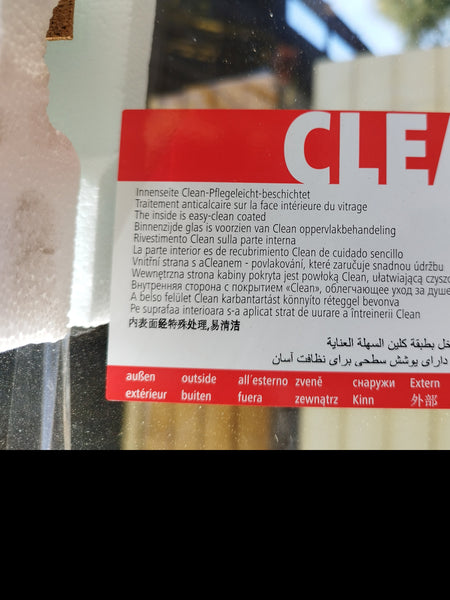 CLEA
Innenseite Clean-Pflegeleicht-beschichtet
Traitement anticalcaire sur la face intérieure du vitrage
The inside is easy-clean coated
Binnenzijde glas is voorzien van Clean oppervlakbehandeling
Rivestimento Clean sulla parte interna
La parte interior es de recubrimiento Clean de cuidado sencillo
Vnitřní strana s aCleanem - povlakování, které zaručuje snadnou údržbu
Wewnętrzna strona kabiny pokryta jest powłoką Clean, ułatwiającą czyszc
Внутренняя сторона с покрытием «Clean», облегчающее уход за душе
A belso felület Clean karbantartást könnyíto réteggel bevonva
Pe suprafaa interioara s-a aplicat strat de uurare a întreinerii Clean
内表面经特殊处理,易清洁
خل بطبقة كلين السهلة العناية
دارای پوشش سطحی برای نظافت آسان
außen outside all'esterno zveně снаружи Extern
extérieur buiten fuera zewnątrz Kinn 外部